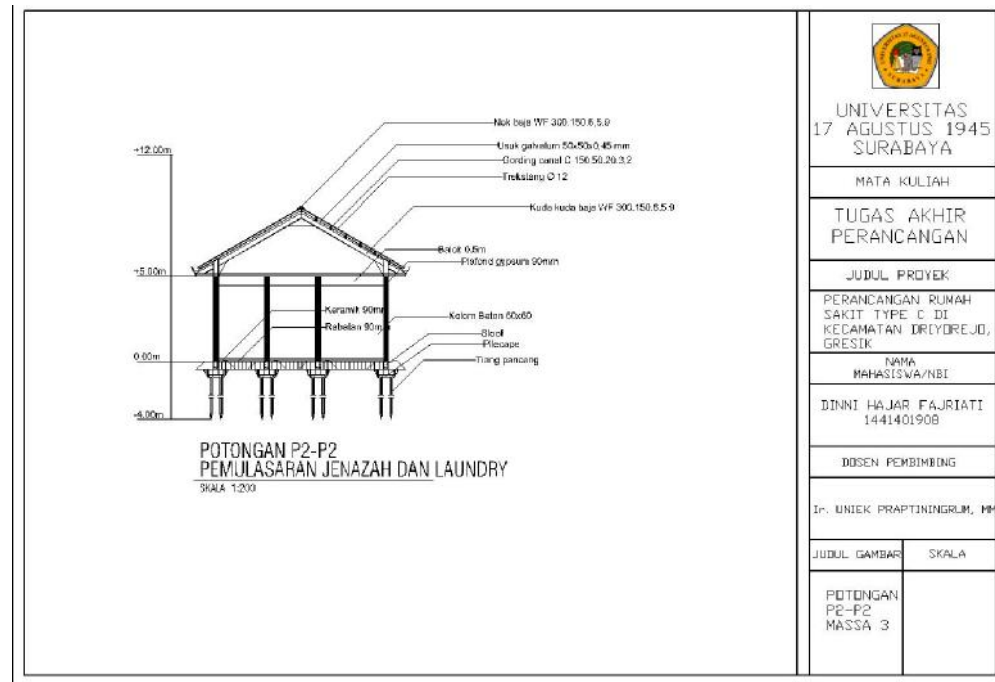 Nok baja WF 300.150.6,5.9
+12.00m
Usuk galvalum 50x50x0,45 mm
Gording canal C 150.50.20.3,2
Trekstang Ø 12
Kuda kuda baja WF 300.150.6,5.9
Balok 0,5m
Plafond gypsum 90mm
+5.00m
Keramik 90mm
Kolom Beton 60x60
Rabatan 90mm
Sloof
Pilecape
0.00m
Tiang pancang
-4.00m
POTONGAN P2-P2
PEMULASARAN JENAZAH DAN LAUNDRY
SKALA 1:200
UNIVERSITAS
17 AGUSTUS 1945
SURABAYA
MATA KULIAH
TUGAS AKHIR
PERANCANGAN
JUDUL PROYEK
PERANCANGAN RUMAH
SAKIT TYPE C DI
KECAMATAN DRIYOREJO,
GRESIK
NAMA
MAHASISWA/NBI
DINNI HAJAR FAJRIATI
1441401908
DOSEN PEMBIMBING
Ir. UNIEK PRAPTININGRUM, MM
JUDUL GAMBAR
SKALA
POTONGAN
P2-P2
MASSA 3